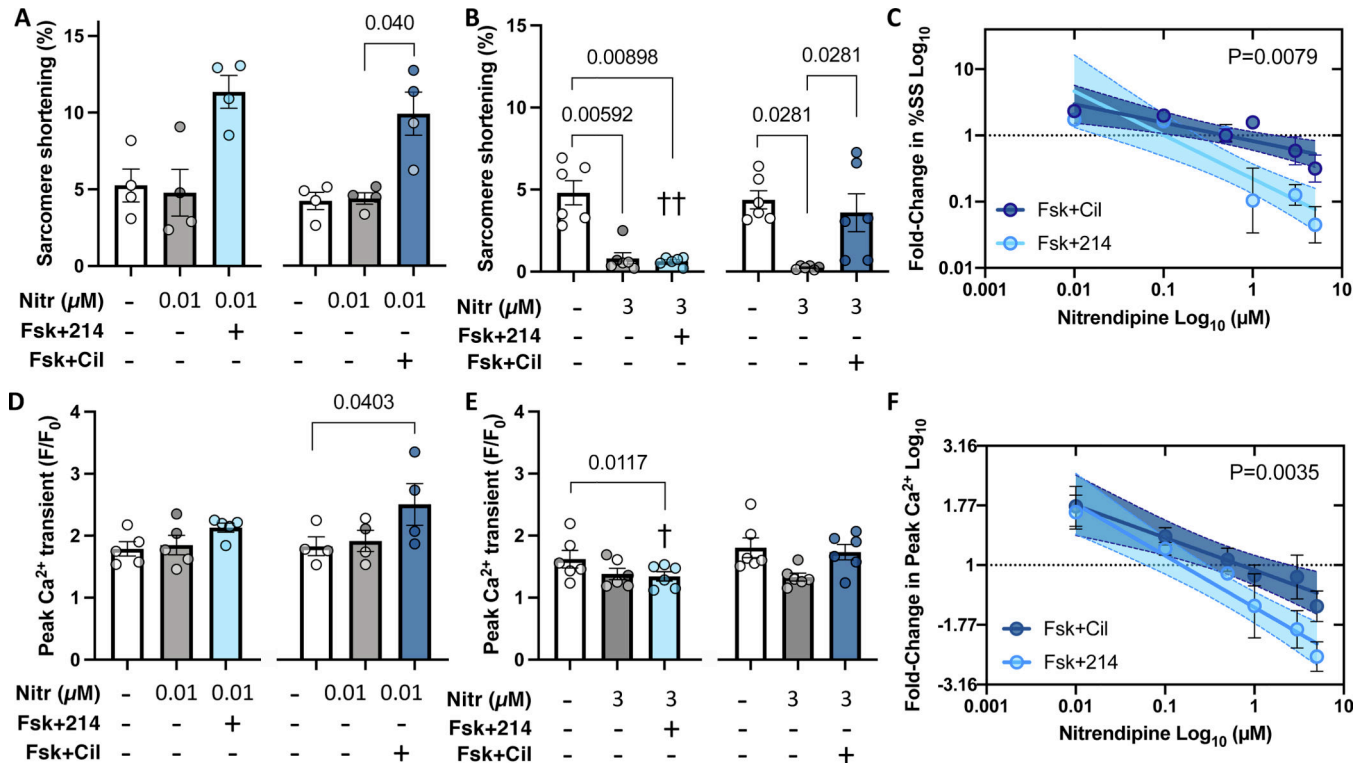 A
Sarcomere shortening (%)
15
10
5
0
0.040
Nitr (µM) - 0.01 0.01 - 0.01 0.01
Fsk+214 - - + - - -
Fsk+Cil - - - - - +
B
Sarcomere shortening (%)
15
10
5
0
0.00898
0.00592
††
0.0281
0.0281
Nitr (µM) - 3 3 - 3 3
Fsk+214 - - + - - -
Fsk+Cil - - - - - +
C
Fold-Change in %SS Log10
10
1
0.1
0.01
P=0.0079
Fsk+Cil
Fsk+214
0.001 0.01 0.1 1 10
Nitrendipine Log10 (µM)
D
Peak Ca2+ transient (F/F0)
4
3
2
1
0
0.0403
Nitr (µM) - 0.01 0.01 - 0.01 0.01
Fsk+214 - - + - - -
Fsk+Cil - - - - - +
E
Peak Ca2+ transient (F/F0)
4
3
2
1
0
0.0117
†
Nitr (µM) - 3 3 - 3 3
Fsk+214 - - + - - -
Fsk+Cil - - - - - +
F
Fold-Change in Peak Ca2+ Log10
3.16
1.77
1
-1.77
-3.16
P=0.0035
Fsk+Cil
Fsk+214
0.001 0.01 0.1 1 10
Nitrendipine Log10 (µM)